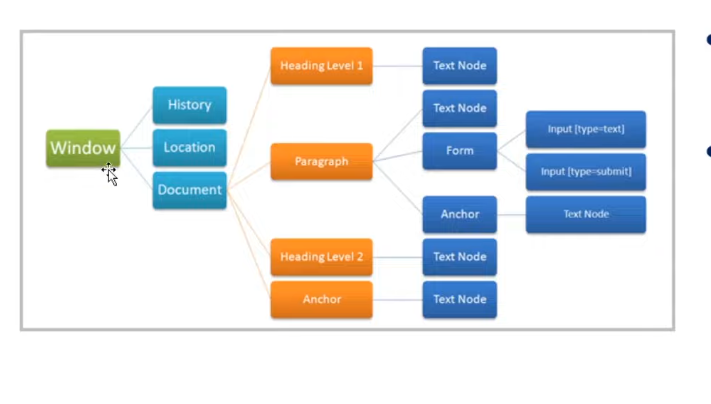 Window
History
Location
Document
Heading Level 1
Paragraph
Heading Level 2
Anchor
Text Node
Text Node
Form
Anchor
Text Node
Text Node
Input [type=text]
Input [type=submit]
Text Node